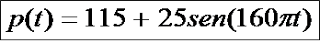 p(t) = 115 + 25sen(160πt)